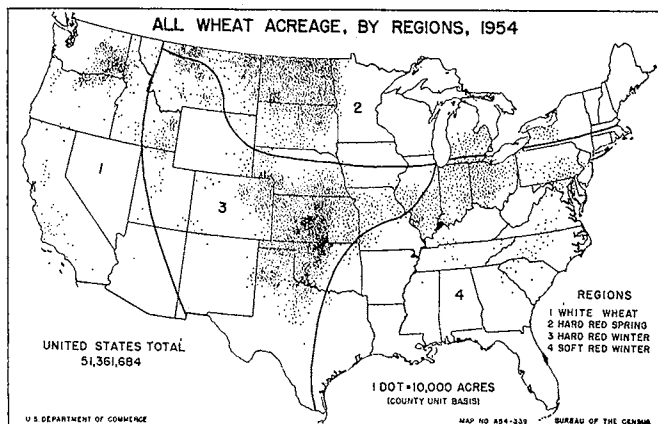 ALL WHEAT ACREAGE, BY REGIONS, 1954
2
1
3
4
REGIONS
1 WHITE WHEAT
2 HARD RED SPRING
3 HARD RED WINTER
4 SOFT RED WINTER
UNITED STATES TOTAL
51,361,684
1 DOT=10,000 ACRES
(COUNTY UNIT BASIS)
U.S. DEPARTMENT OF COMMERCE
MAP NO A54-339 BUREAU OF THE CENSUS